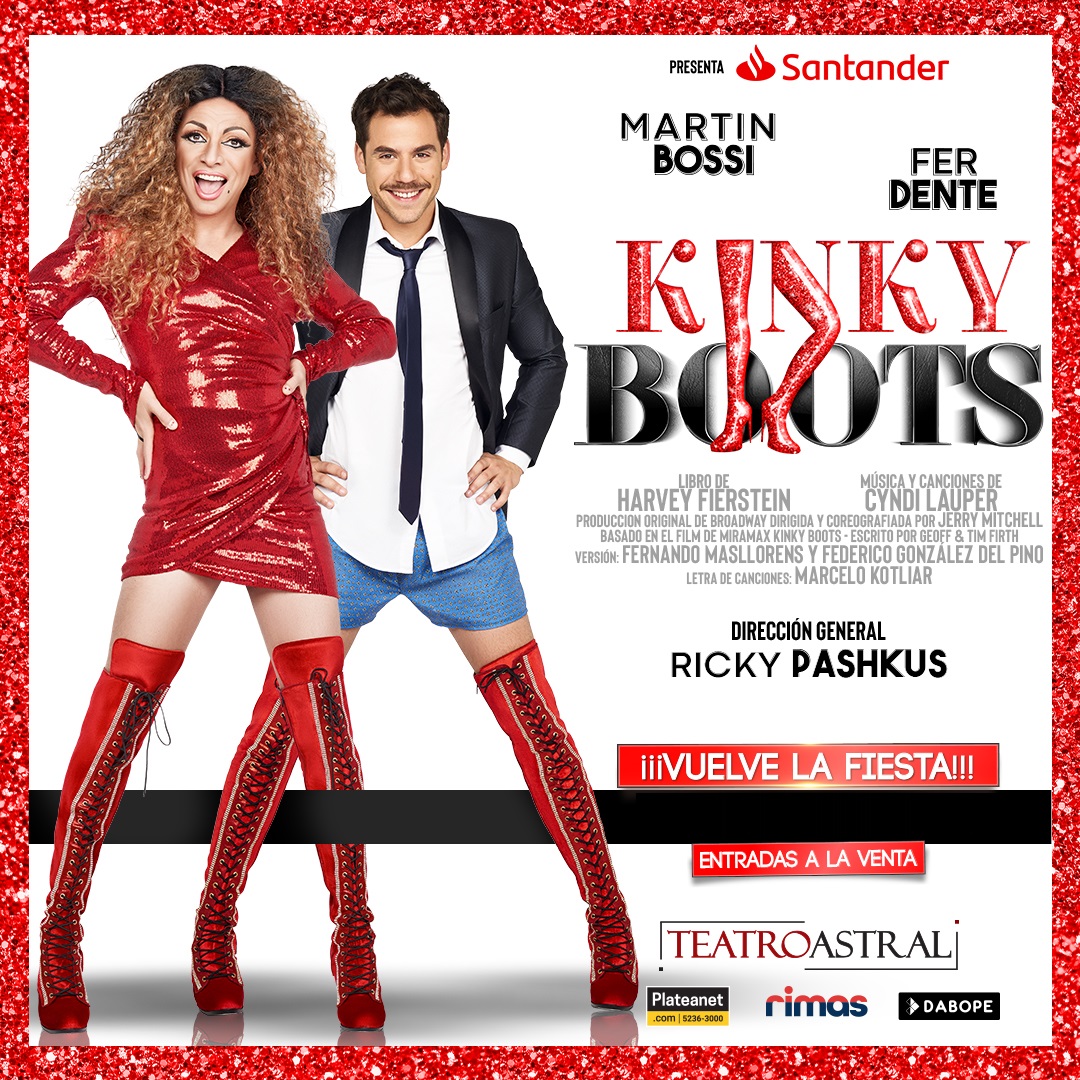 PRESENTA Santander
MARTIN
BOSSI
FER
DENTE
KINKY
BOOTS
LIBRO DE
HARVEY FIERSTEIN
MÚSICA Y CANCIONES DE
CYNDI LAUPER
PRODUCCION ORIGINAL DE BROADWAY DIRIGIDA Y COREOGRAFIADA POR JERRY MITCHELL
BASADO EN EL FILM DE MIRAMAX KINKY BOOTS - ESCRITO POR GEOFF & TIM FIRTH
VERSIÓN: FERNANDO MASLLORENS Y FEDERICO GONZÁLEZ DEL PINO
LETRA DE CANCIONES: MARCELO KOTLIAR
DIRECCIÓN GENERAL
RICKY PASHKUS
¡¡¡VUELVE LA FIESTA!!!
ENTRADAS A LA VENTA
TEATRO ASTRAL
Plateanet
.com | 5236-3000
rimas
DABOPE